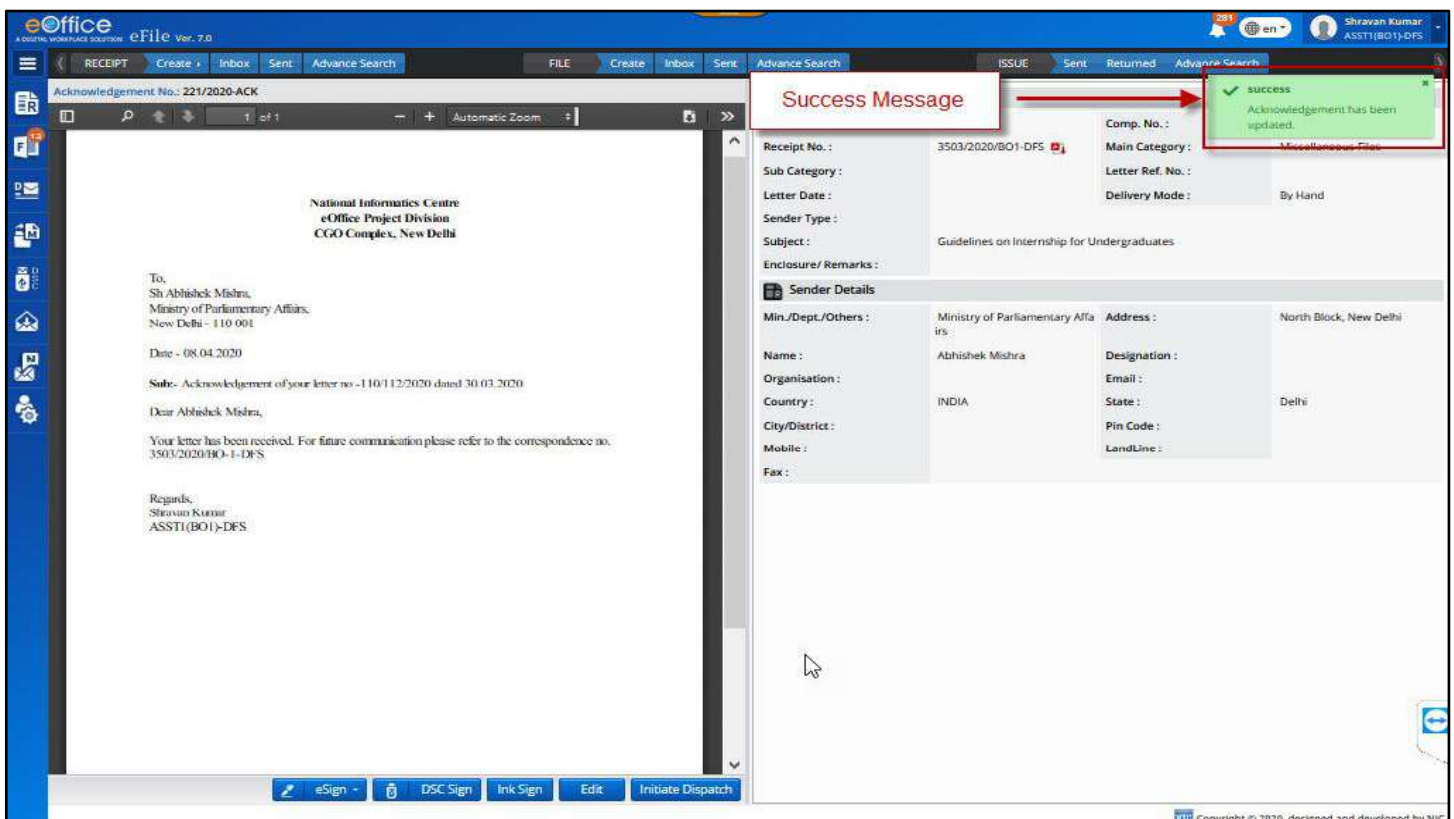 eOffice
A DIGITAL WORKPLACE SOLUTION eFile Ver. 7.0
281
en
Shravan Kumar
ASST1(BO1)-DFS
RECEIPT Create Inbox Sent Advance Search FILE Create Inbox Sent Advance Search ISSUE Sent Returned Advance Search
Acknowledgement No.: 221/2020-ACK
1 of 1 Automatic Zoom
National Informatics Centre
eOffice Project Division
CGO Complex, New Delhi
To,
Sh Abhishek Mishra,
Ministry of Parliamentary Affairs,
New Delhi - 110 001
Date - 08.04.2020
Sub:- Acknowledgement of your letter no -110/112/2020 dated 30.03.2020
Dear Abhishek Mishra,
Your letter has been received. For future communication please refer to the correspondence no.
3503/2020/BO-1-DFS
Regards,
Shravan Kumar
ASST1(BO1)-DFS
eSign DSC Sign Ink Sign Edit Initiate Dispatch
Success Message
success
Acknowledgement has been
updated.
Comp. No. :
Receipt No. : 3503/2020/BO1-DFS Main Category : Miscellaneous Files
Sub Category : Letter Ref. No. :
Letter Date : Delivery Mode : By Hand
Sender Type :
Subject : Guidelines on Internship for Undergraduates
Enclosure/ Remarks :
Sender Details
Min./Dept./Others : Ministry of Parliamentary Affa Address : North Block, New Delhi
irs
Name : Abhishek Mishra Designation :
Organisation : Email :
Country : INDIA State : Delhi
City/District : Pin Code :
Mobile : LandLine :
Fax :
Copyright © 2020, designed and developed by NIC